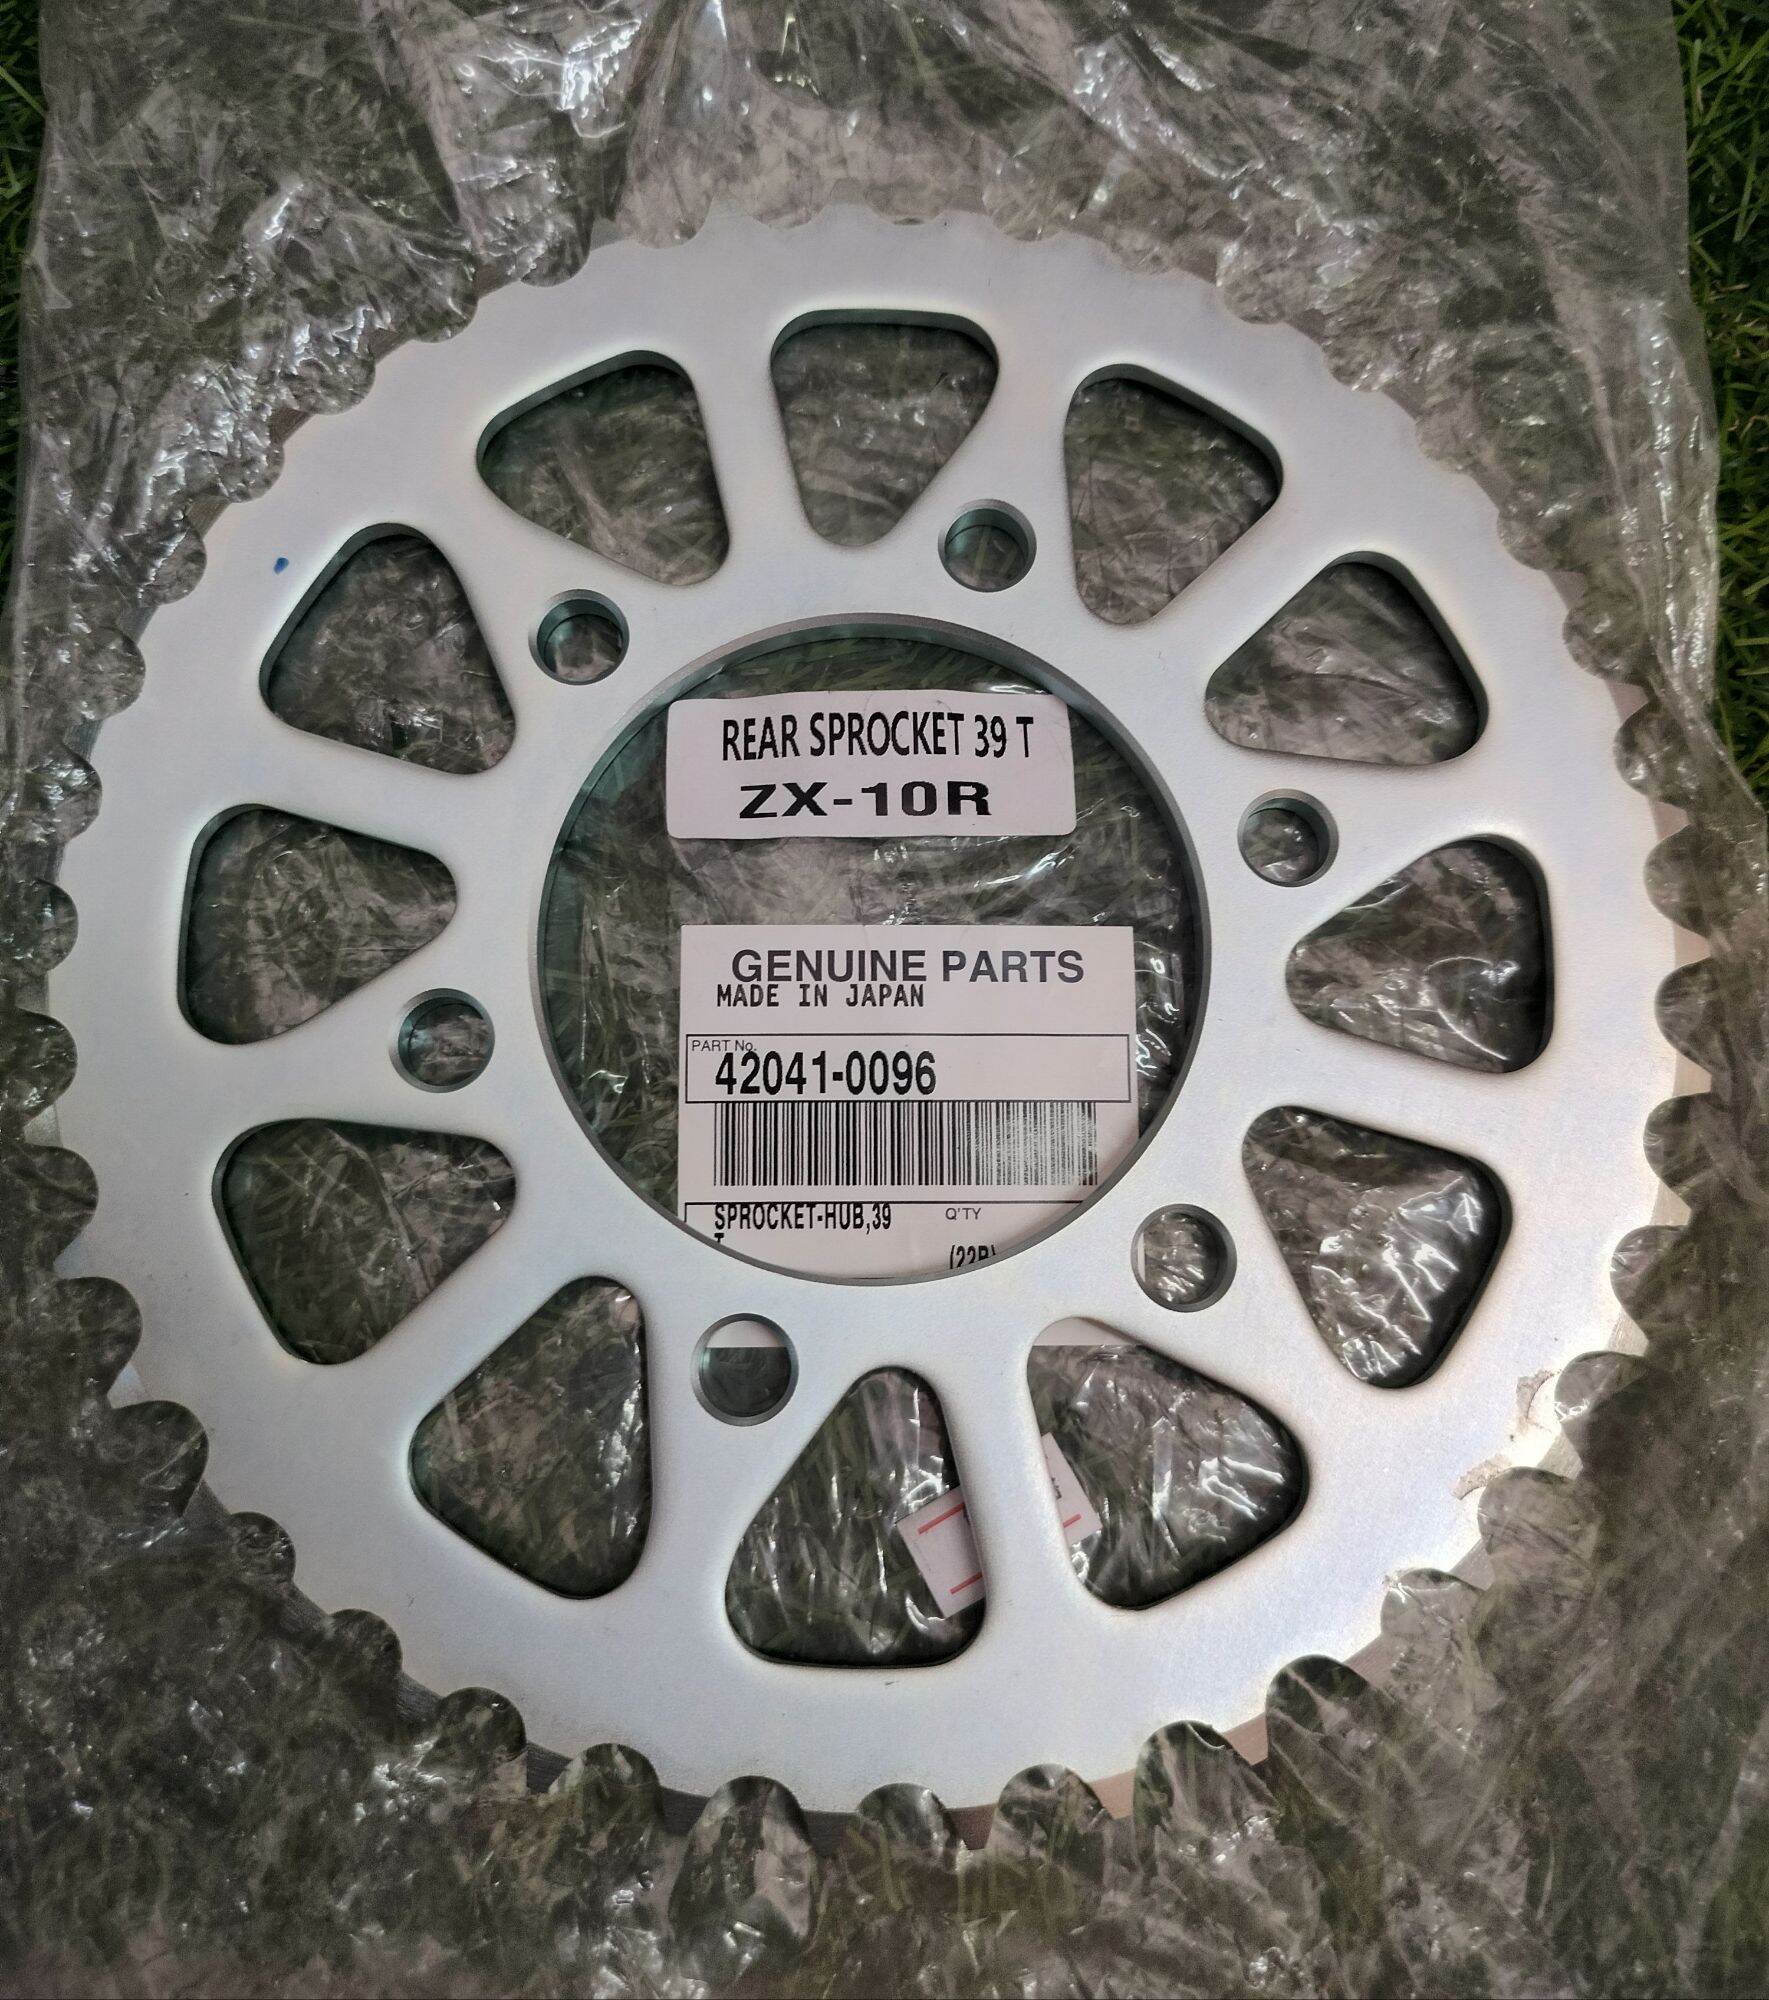 REAR SPROCKET 39 T
ZX-10R
GENUINE PARTS
MADE IN JAPAN
PART No.
42041-0096
SPROCKET-HUB,39 Q'TY
T